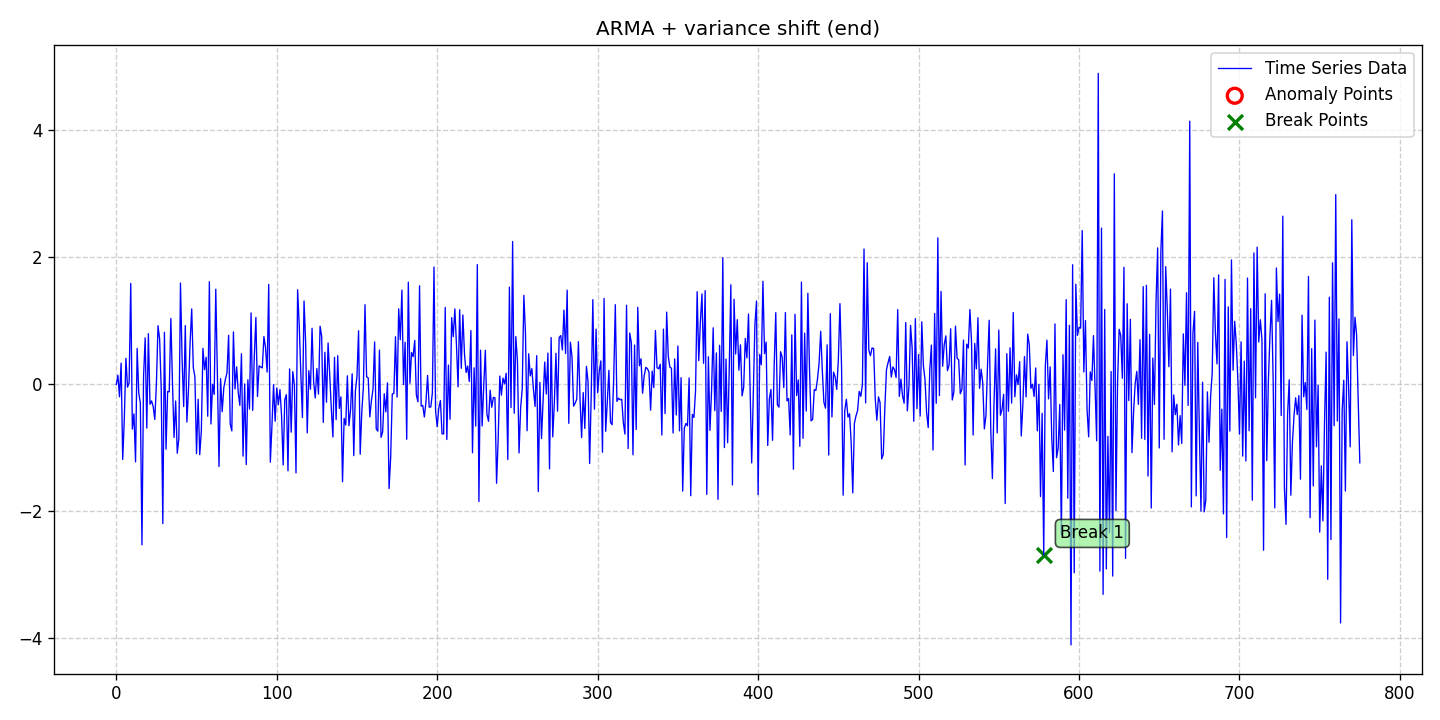 ARMA + variance shift (end)
Time Series Data
Anomaly Points
Break Points
4
2
0
−2
−4
Break 1
0 100 200 300 400 500 600 700 800